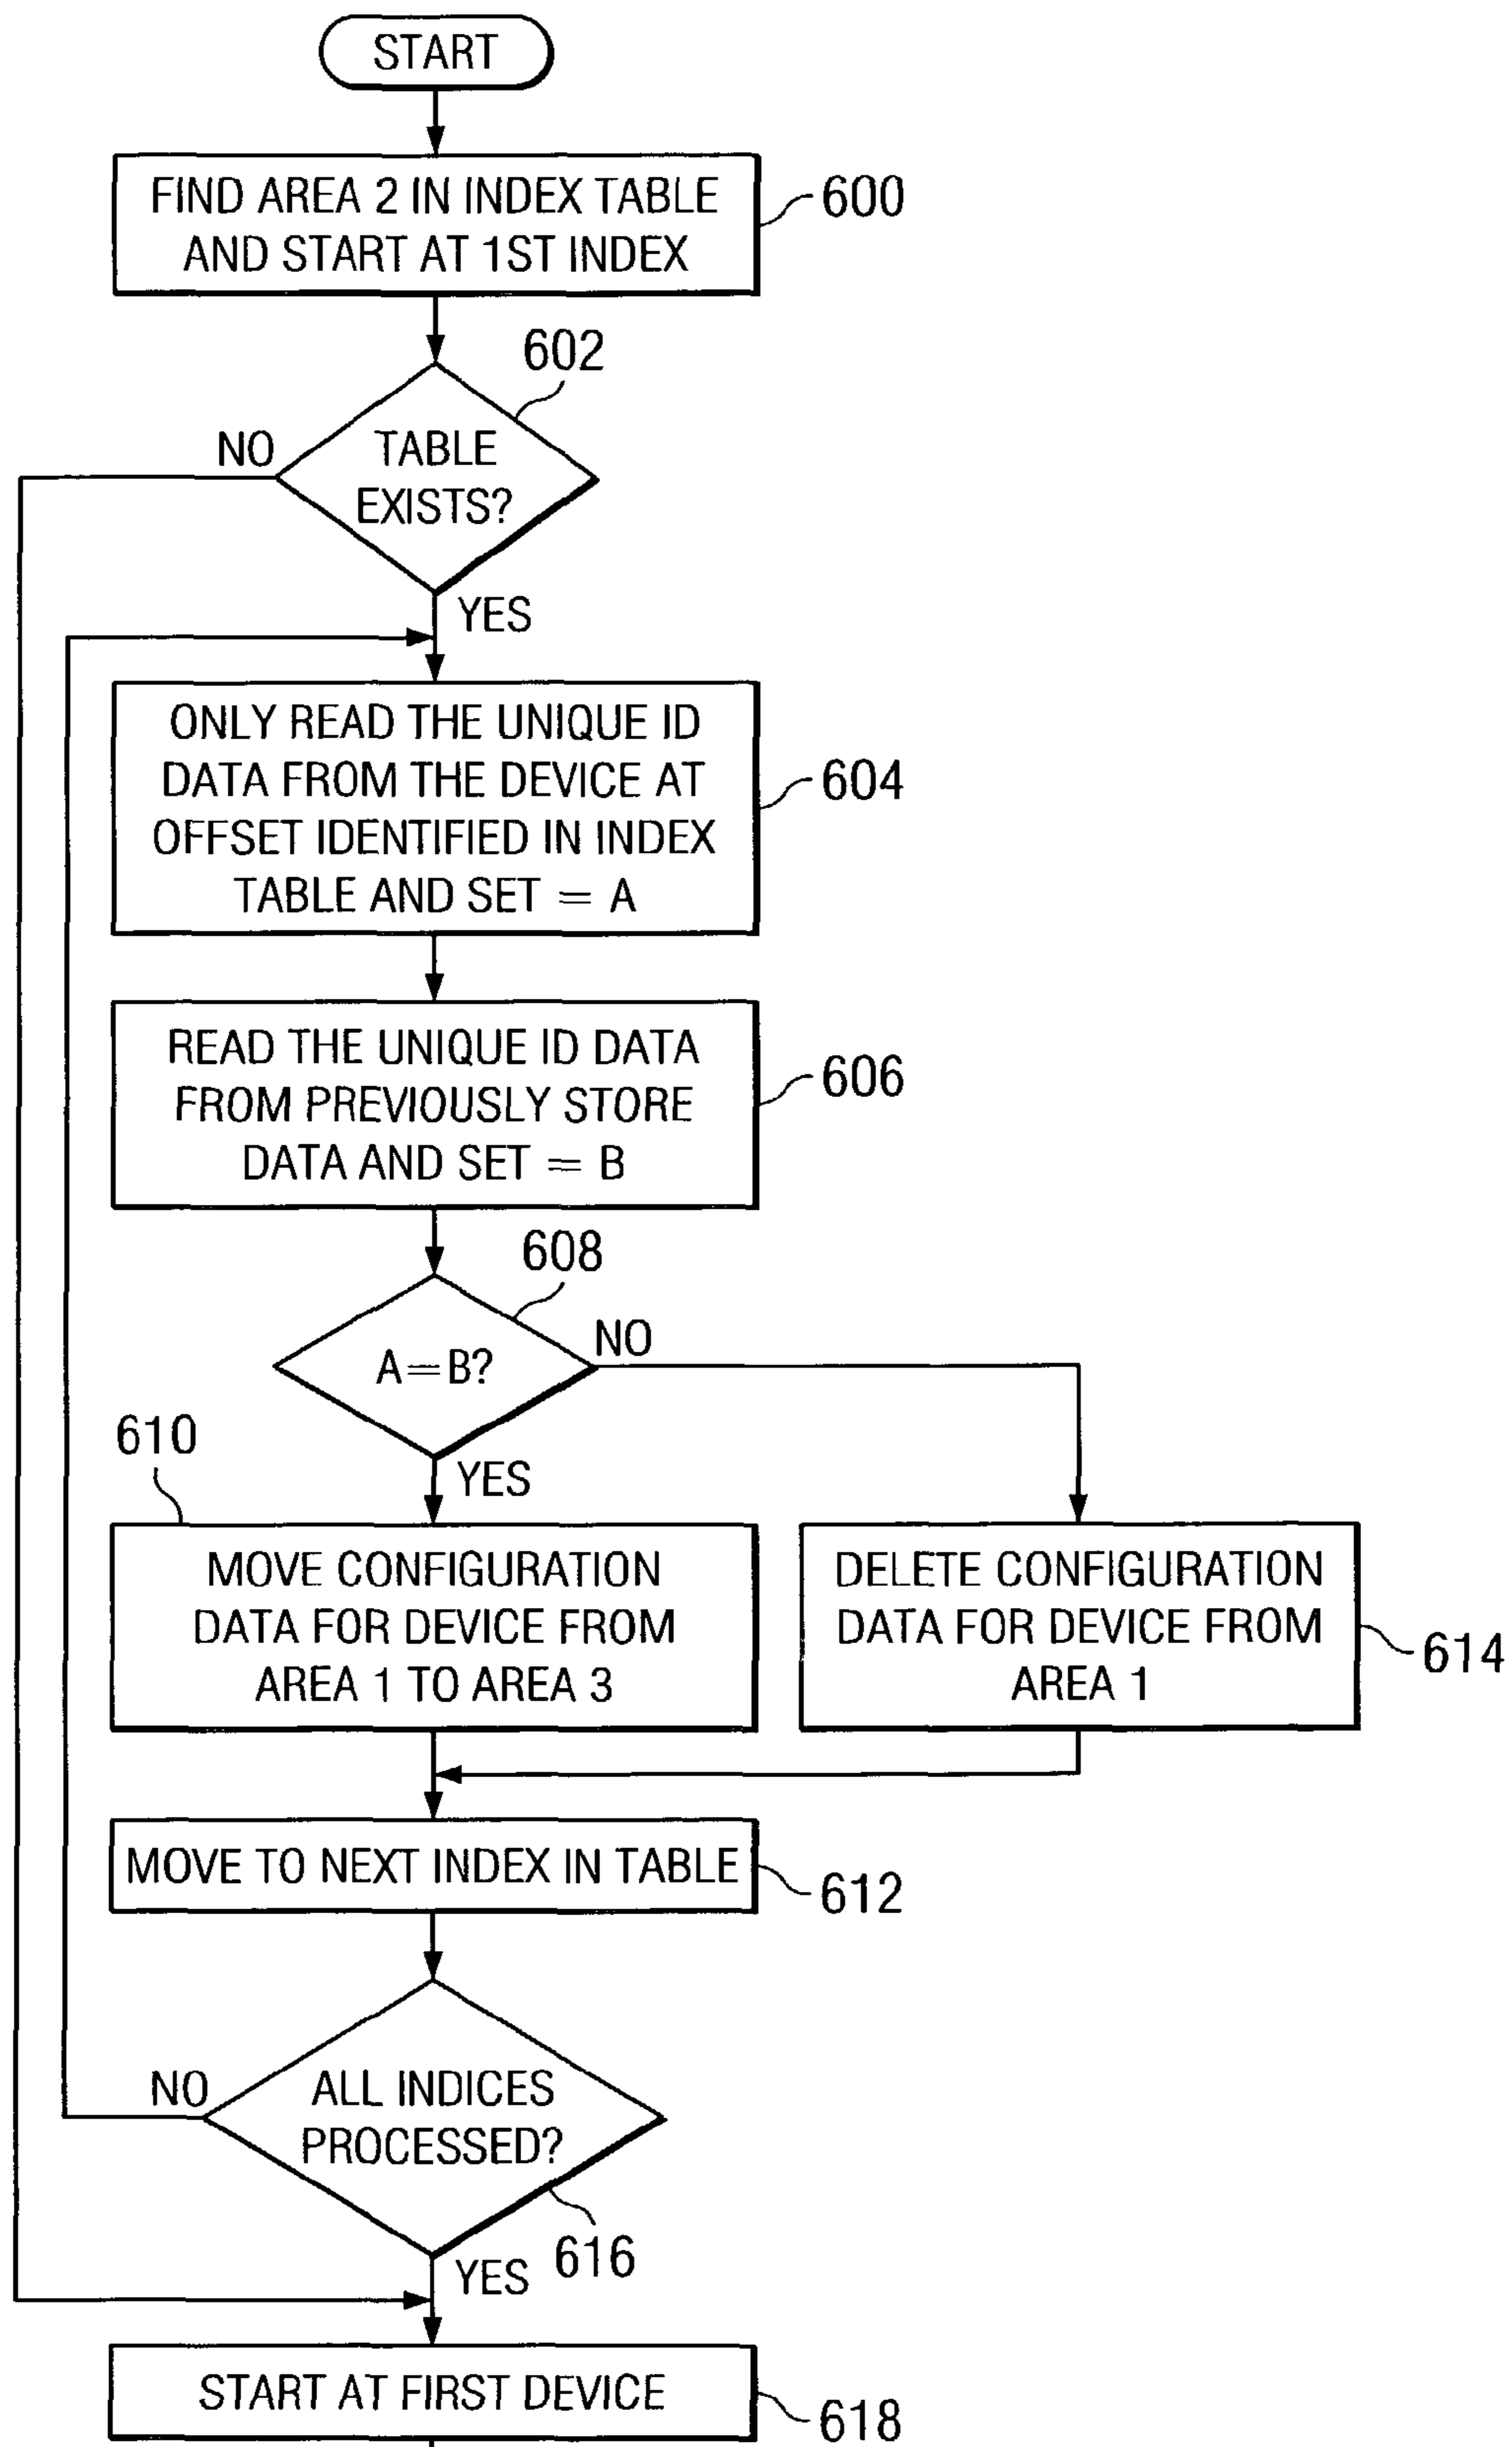 START
FIND AREA 2 IN INDEX TABLE
AND START AT 1ST INDEX
600
602
NO
TABLE
EXISTS?
YES
ONLY READ THE UNIQUE ID
DATA FROM THE DEVICE AT
OFFSET IDENTIFIED IN INDEX
TABLE AND SET = A
604
READ THE UNIQUE ID DATA
FROM PREVIOUSLY STORE
DATA AND SET = B
606
608
A=B?
NO
YES
610
MOVE CONFIGURATION
DATA FOR DEVICE FROM
AREA 1 TO AREA 3
DELETE CONFIGURATION
DATA FOR DEVICE FROM
AREA 1
614
MOVE TO NEXT INDEX IN TABLE
612
NO
ALL INDICES
PROCESSED?
616
YES
START AT FIRST DEVICE
618